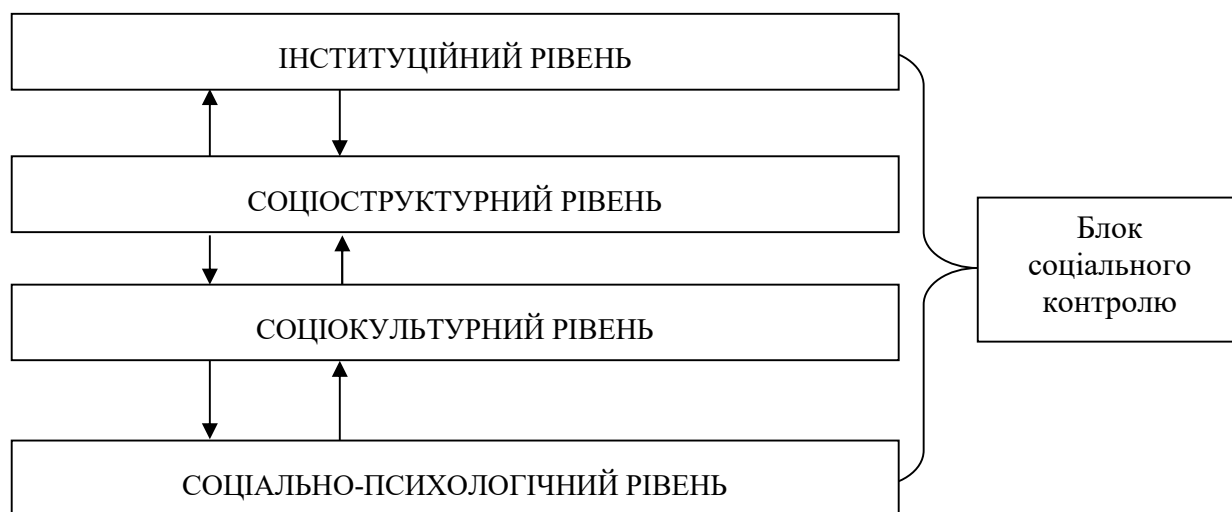 ІНСТИТУЦІЙНИЙ РІВЕНЬ
СОЦІОСТРУКТУРНИЙ РІВЕНЬ
СОЦІОКУЛЬТУРНИЙ РІВЕНЬ
СОЦІАЛЬНО-ПСИХОЛОГІЧНИЙ РІВЕНЬ
Блок
соціального
контролю